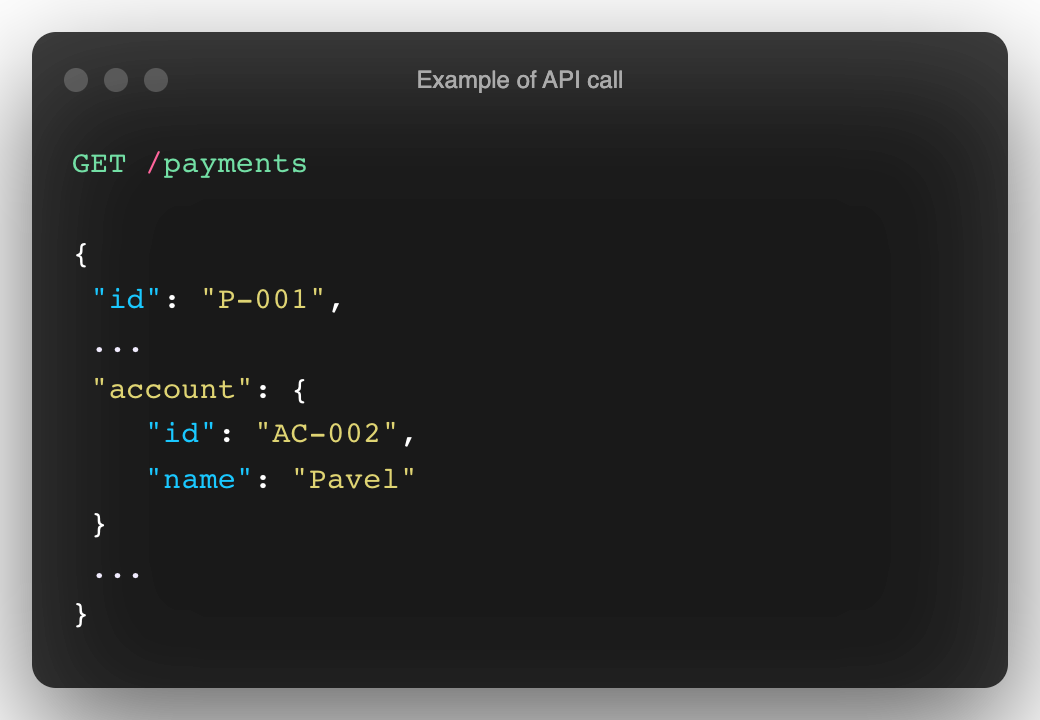 Example of API call
GET /payments
{
"id": "P-001",
...
"account": {
"id": "AC-002",
"name": "Pavel"
}
...
}